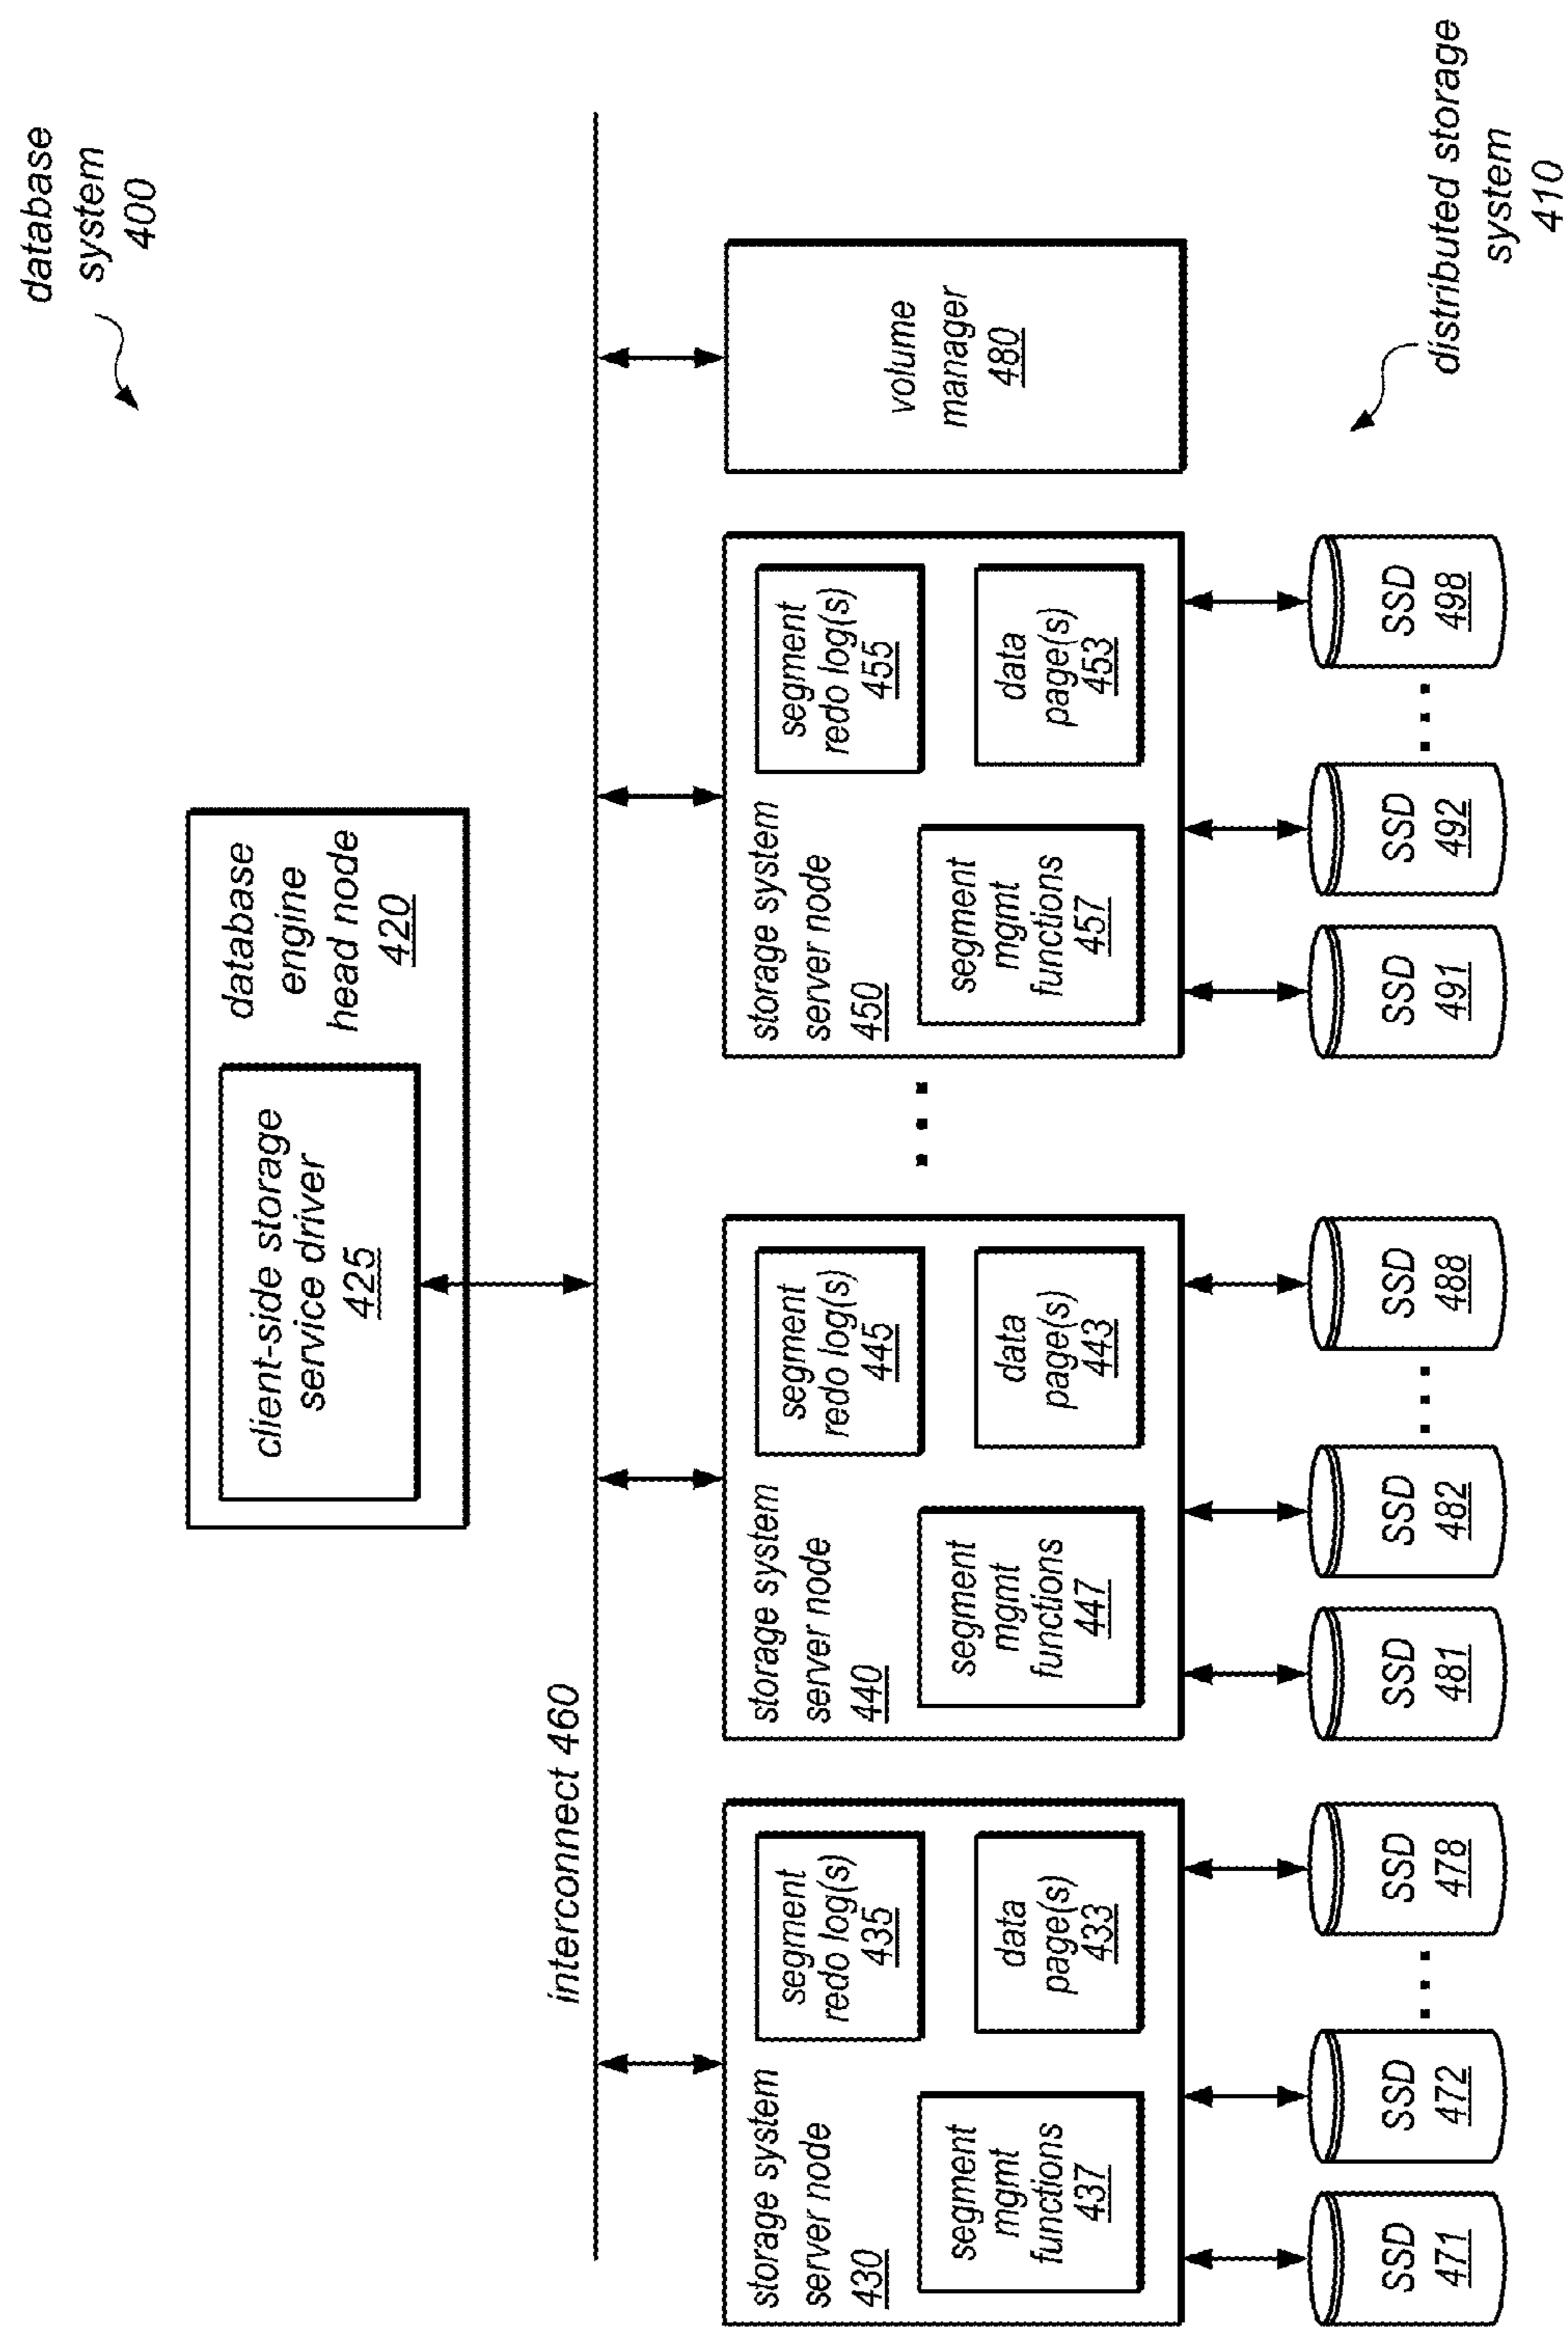 database
system
400
database
engine
head node
420
client-side storage
service driver
425
interconnect 460
storage system
server node
430
segment
redo log(s)
435
segment
mgmt
functions
437
data
page(s)
433
storage system
server node
440
segment
redo log(s)
445
segment
mgmt
functions
447
data
page(s)
443
storage system
server node
450
segment
redo log(s)
455
segment
mgmt
functions
457
data
page(s)
453
volume
manager
480
SSD
471
SSD
472
SSD
478
SSD
481
SSD
482
SSD
488
SSD
491
SSD
492
SSD
498
distributed storage
system
410